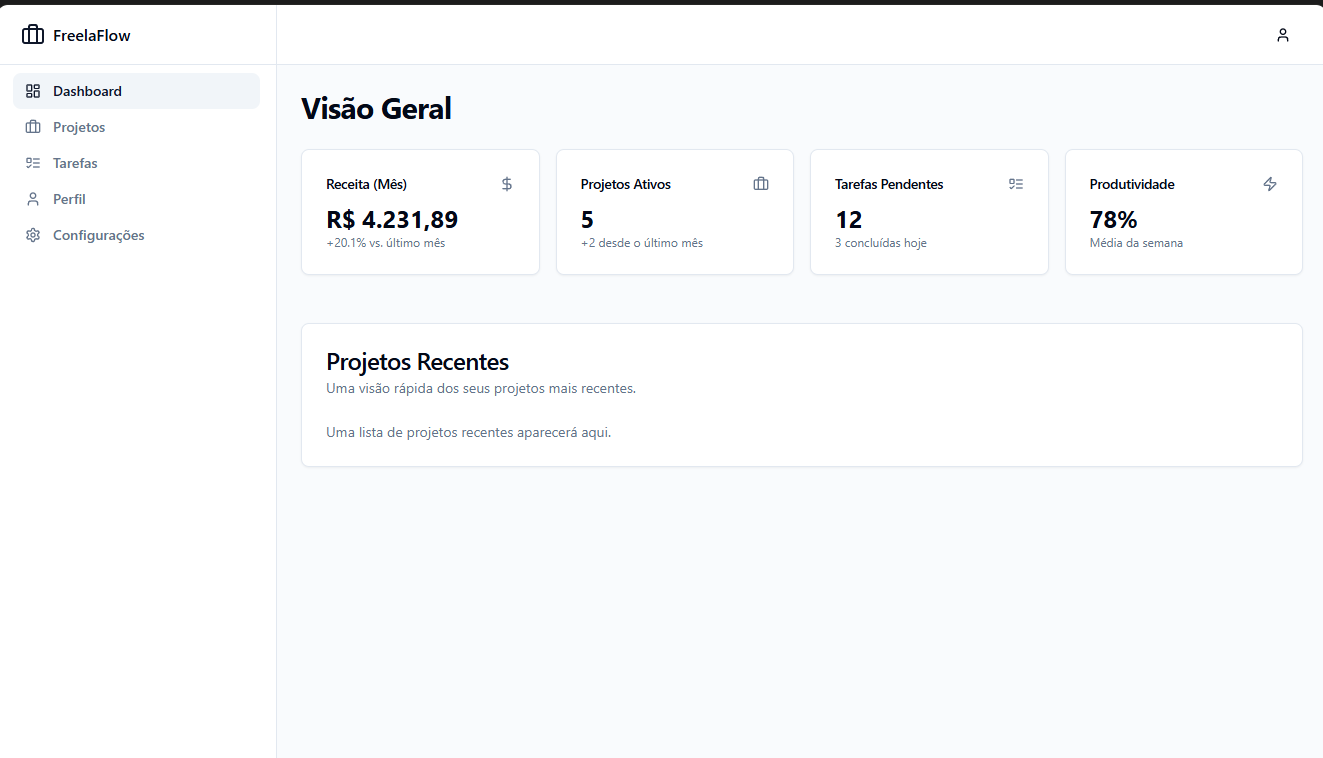 FreelaFlow
Dashboard
Projetos
Tarefas
Perfil
Configurações
Visão Geral
Receita (Mês)
R$ 4.231,89
+20.1% vs. último mês
Projetos Ativos
5
+2 desde o último mês
Tarefas Pendentes
12
3 concluídas hoje
Produtividade
78%
Média da semana
Projetos Recentes
Uma visão rápida dos seus projetos mais recentes.
Uma lista de projetos recentes aparecerá aqui.